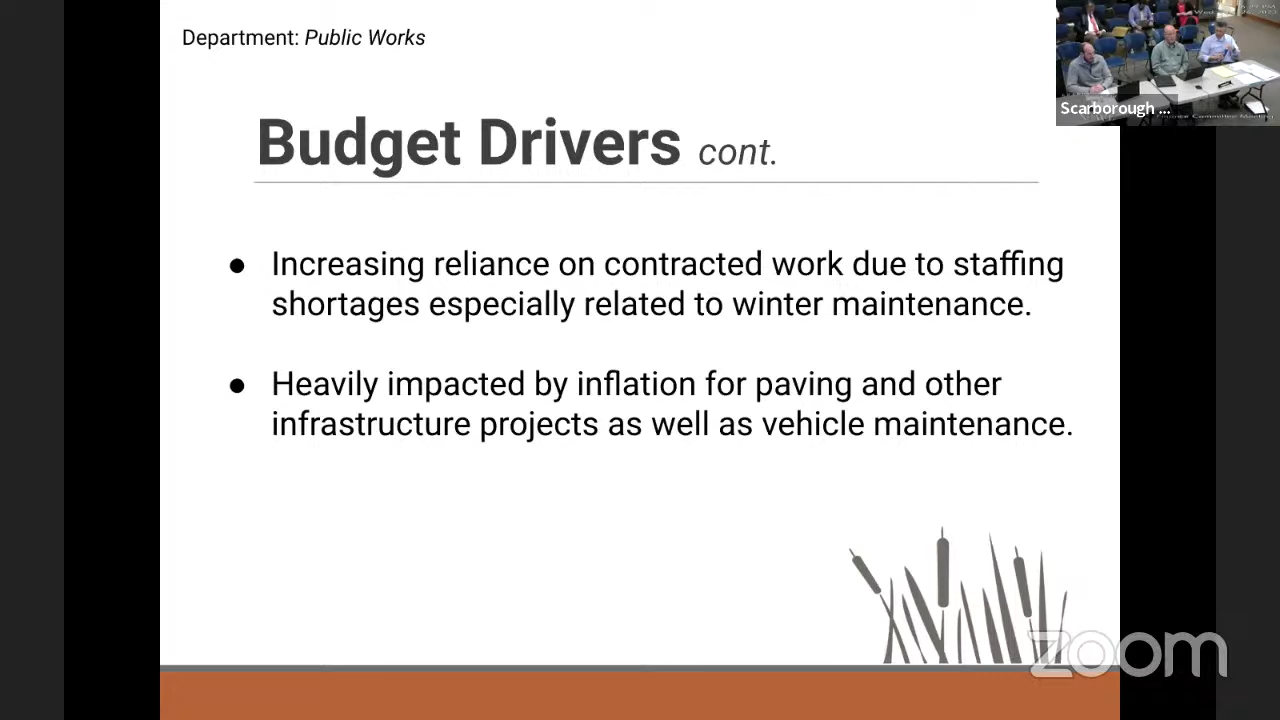 Department: Public Works
Budget Drivers cont.
● Increasing reliance on contracted work due to staffing
shortages especially related to winter maintenance.
● Heavily impacted by inflation for paving and other
infrastructure projects as well as vehicle maintenance.
Scarborough ...
zoom